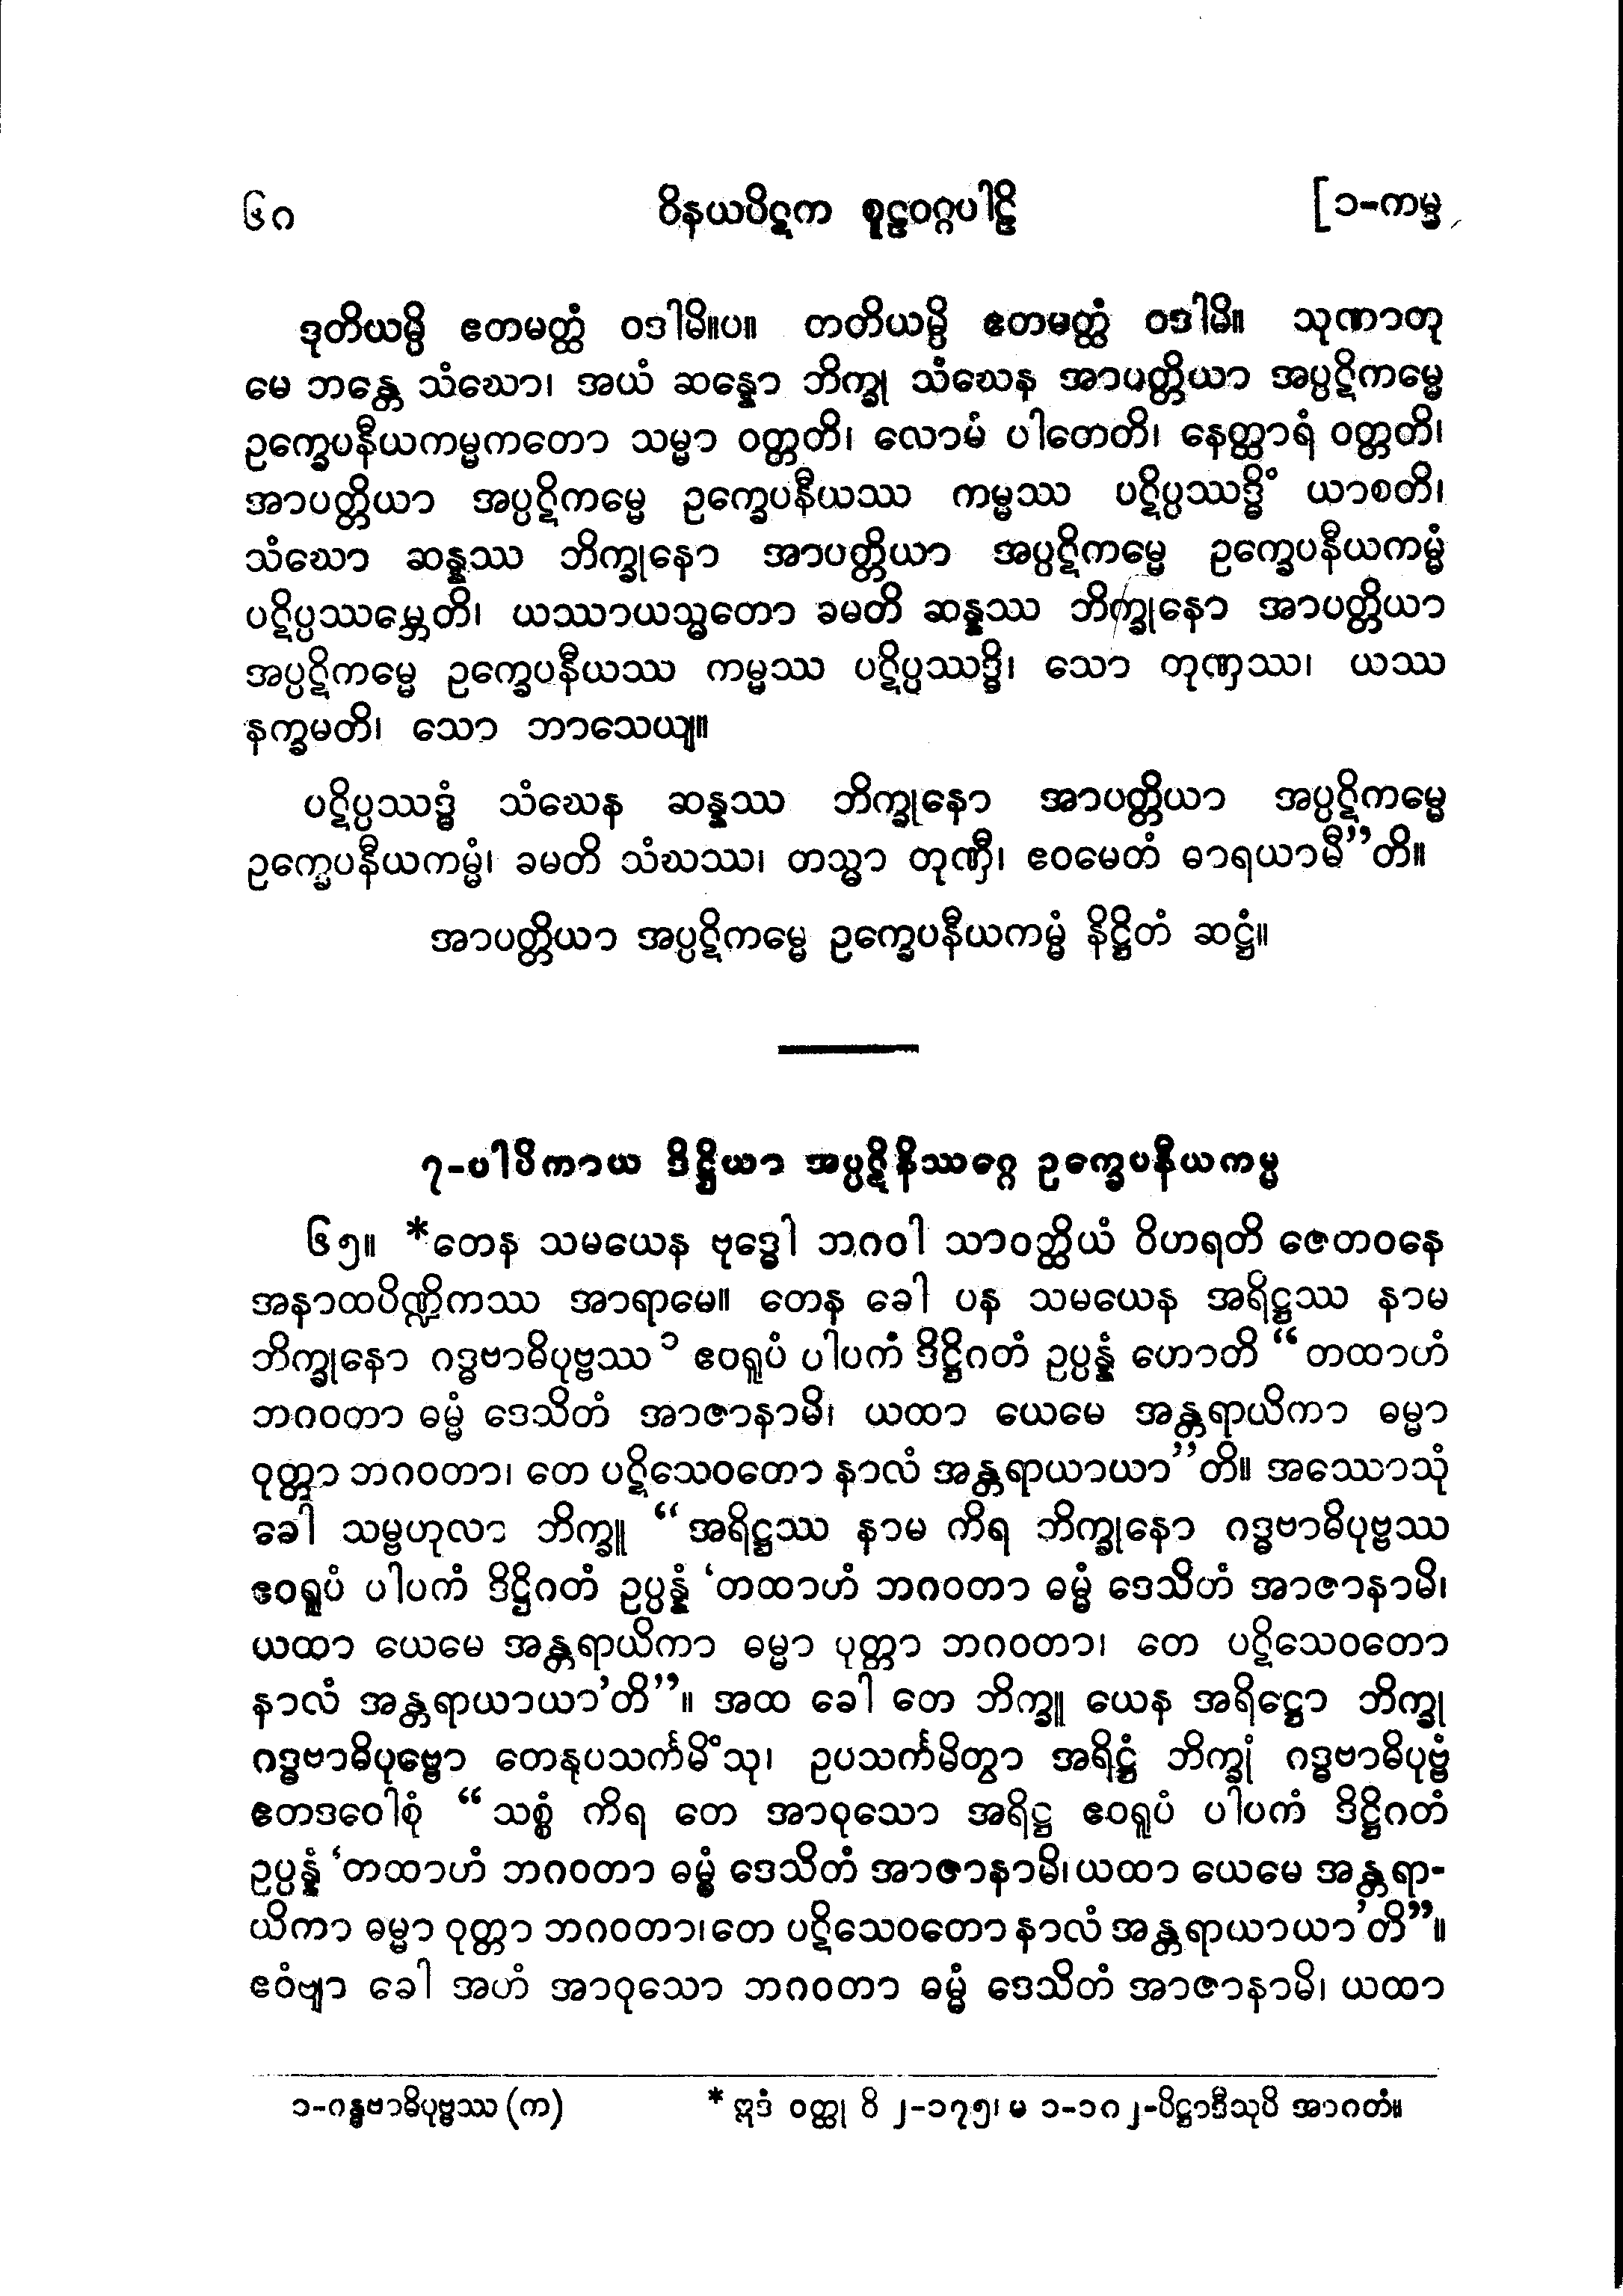 ၆၈ ဝိနယပိဋက စူဠဝဂ္ဂပါဠိ [၁-ကမ္မ
ဒုတိယမ္ပိ ဧတမတ္ထံ ဝဒါမိ။ပ။ တတိယမ္ပိ ဧတမတ္ထံ ဝဒါမိ။ သုဏာတု
မေ ဘန္တေ သံဃော၊ အယံ ဆန္နော ဘိက္ခု သံဃေန အာပတ္တိယာ အပ္ပဋိကမ္မေ
ဥက္ခေပနီယကမ္မကတော သမ္မာ ဝတ္တတိ၊ လောမံ ပါတေတိ၊ နေတ္ထာရံ ဝတ္တတိ၊
အာပတ္တိယာ အပ္ပဋိကမ္မေ ဥက္ခေပနီယဿ ကမ္မဿ ပဋိပ္ပဿဒ္ဓိံ ယာစတိ၊
သံဃော ဆန္နဿ ဘိက္ခုနော အာပတ္တိယာ အပ္ပဋိကမ္မေ ဥက္ခေပနီယကမ္မံ
ပဋိပ္ပဿမ္ဘေတိ၊ ယဿာယသ္မတော ခမတိ ဆန္နဿ ဘိက္ခုနော အာပတ္တိယာ
အပ္ပဋိကမ္မေ ဥက္ခေပနီယဿ ကမ္မဿ ပဋိပ္ပဿဒ္ဓိ၊ သော တုဏှဿ၊ ယဿ
နက္ခမတိ၊ သော ဘာသေယျ။
ပဋိပ္ပဿဒ္ဓံ သံဃေန ဆန္နဿ ဘိက္ခုနော အာပတ္တိယာ အပ္ပဋိကမ္မေ
ဥက္ခေပနီယကမ္မံ၊ ခမတိ သံဃဿ၊ တသ္မာ တုဏှီ၊ ဧဝမေတံ ဓာရယာမီ”တိ။
အာပတ္တိယာ အပ္ပဋိကမ္မေ ဥက္ခေပနီယကမ္မံ နိဋ္ဌိတံ ဆဋ္ဌံ။
၇-ပါပိကာယ ဒိဋ္ဌိယာ အပ္ပဋိနိဿဂ္ဂေ ဥက္ခေပနီယကမ္မ
၆၅။ *တေန သမယေန ဗုဒ္ဓေါ ဘဂဝါ သာဝတ္ထိယံ ဝိဟရတိ ဇေတဝနေ
အနာထပိဏ္ဍိကဿ အာရာမေ။ တေန ခေါ ပန သမယေန အရိဋ္ဌဿ နာမ
ဘိက္ခုနော ဂဒ္ဓဗာဓိပုဗ္ဗဿ ၁ ဧဝရူပံ ပါပကံ ဒိဋ္ဌိဂတံ ဥပ္ပန္နံ ဟောတိ “တထာဟံ
ဘဂဝတာ ဓမ္မံ ဒေသိတံ အာဇာနာမိ၊ ယထာ ယေမေ အန္တရာယိကာ ဓမ္မာ
ဝုတ္တာ ဘဂဝတာ၊ တေ ပဋိသေဝတော နာလံ အန္တရာယာယာ”တိ။ အဿောသုံ
ခေါ သမ္ဗဟုလာ ဘိက္ခူ “အရိဋ္ဌဿ နာမ ကိရ ဘိက္ခုနော ဂဒ္ဓဗာဓိပုဗ္ဗဿ
ဧဝရူပံ ပါပကံ ဒိဋ္ဌိဂတံ ဥပ္ပန္နံ ‘တထာဟံ ဘဂဝတာ ဓမ္မံ ဒေသိဟံ အာဇာနာမိ၊
ယထာ ယေမေ အန္တရာယိကာ ဓမ္မာ ပုတ္တာ ဘဂဝတာ၊ တေ ပဋိသေဝတော
နာလံ အန္တရာယာယာ’တိ”။ အထ ခေါ တေ ဘိက္ခူ ယေန အရိဋ္ဌော ဘိက္ခု
ဂဒ္ဓဗာဓိပုဗ္ဗော တေနုပသင်္ကမိံသု၊ ဥပသင်္ကမိတွာ အရိဋ္ဌံ ဘိက္ခုံ ဂဒ္ဓဗာဓိပုဗ္ဗံ
ဧတဒဝေါစုံ “သစ္စံ ကိရ တေ အာဝုသော အရိဋ္ဌ ဧဝရူပံ ပါပကံ ဒိဋ္ဌိဂတံ
ဥပ္ပန္နံ ‘တထာဟံ ဘဂဝတာ ဓမ္မံ ဒေသိတံ အာဇာနာမိ၊ ယထာ ယေမေ အန္တရာ-
ယိကာ ဓမ္မာ ဝုတ္တာ ဘဂဝတာ၊ တေ ပဋိသေဝတော နာလံ အန္တရာယာယာ’တိ”။
ဧဝံဗျာ ခေါ အဟံ အာဝုသော ဘဂဝတာ ဓမ္မံ ဒေသိတံ အာဇာနာမိ၊ ယထာ
၁-ဂန္ဓဗာဓိပုဗ္ဗဿ (က) * ဣဒံ ဝတ္ထု ဝိ ၂-၁၇၅၊ မ ၁-၁၈၂-ပိဋ္ဌာဒီသုပိ အာဂတံ။